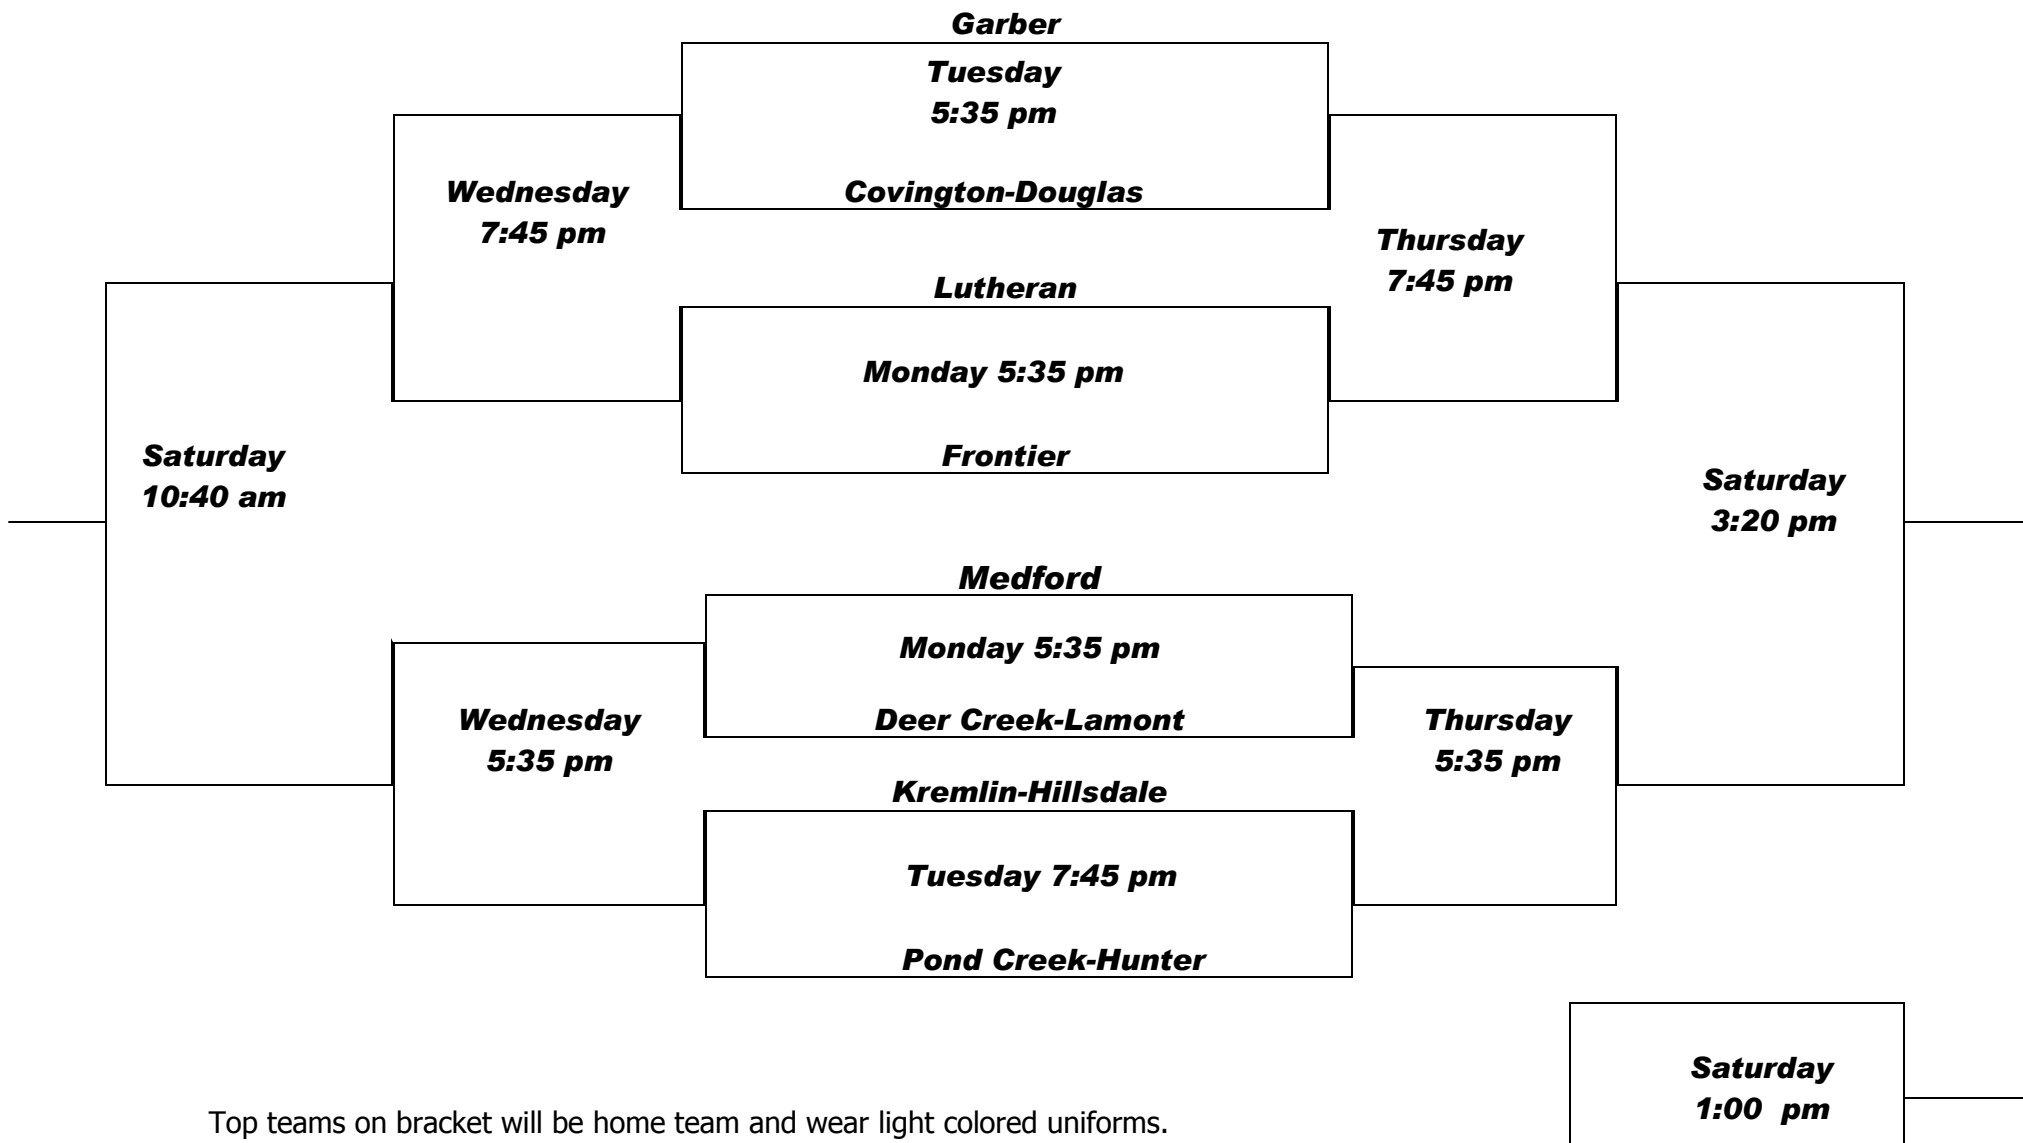 Garber
Tuesday
5:35 pm
Covington-Douglas
Wednesday
7:45 pm
Thursday
7:45 pm
Lutheran
Monday 5:35 pm
Frontier
Saturday
10:40 am
Saturday
3:20 pm
Medford
Monday 5:35 pm
Deer Creek-Lamont
Wednesday
5:35 pm
Thursday
5:35 pm
Kremlin-Hillsdale
Tuesday 7:45 pm
Pond Creek-Hunter
Saturday
1:00 pm
Top teams on bracket will be home team and wear light colored uniforms.